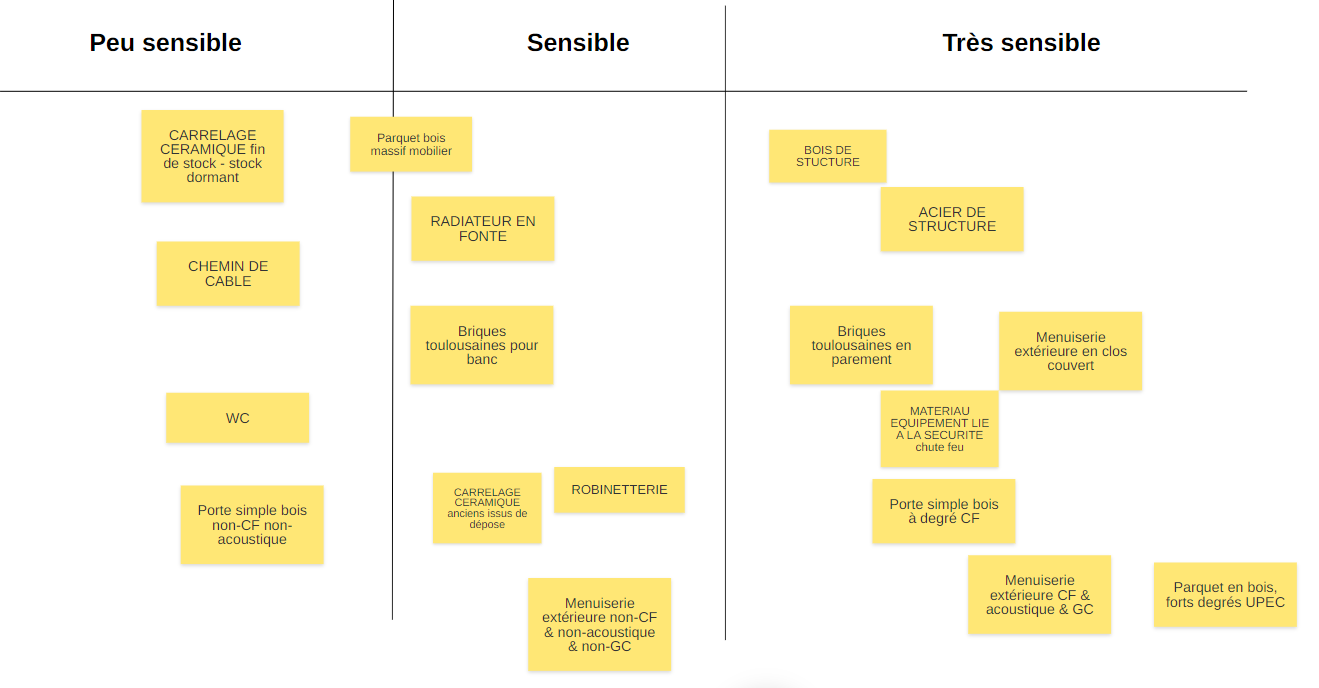 Peu sensible
Sensible
Très sensible
CARRELAGE
CERAMIQUE fin
de stock - stock
dormant
CHEMIN DE
CABLE
WC
Porte simple bois
non-CF non-
acoustique
Parquet bois
massif mobilier
RADIATEUR EN
FONTE
Briques
toulousaines pour
banc
CARRELAGE
CERAMIQUE
anciens issus de
dépose
ROBINETTERIE
Menuiserie
extérieure non-CF
& non-acoustique
& non-GC
BOIS DE
STUCTURE
ACIER DE
STRUCTURE
Briques
toulousaines en
parement
Menuiserie
extérieure en clos
couvert
MATERIAU
EQUIPEMENT LIE
A LA SECURITE
chute feu
Porte simple bois
à degré CF
Menuiserie
extérieure CF &
acoustique & GC
Parquet en bois,
forts degrés UPEC